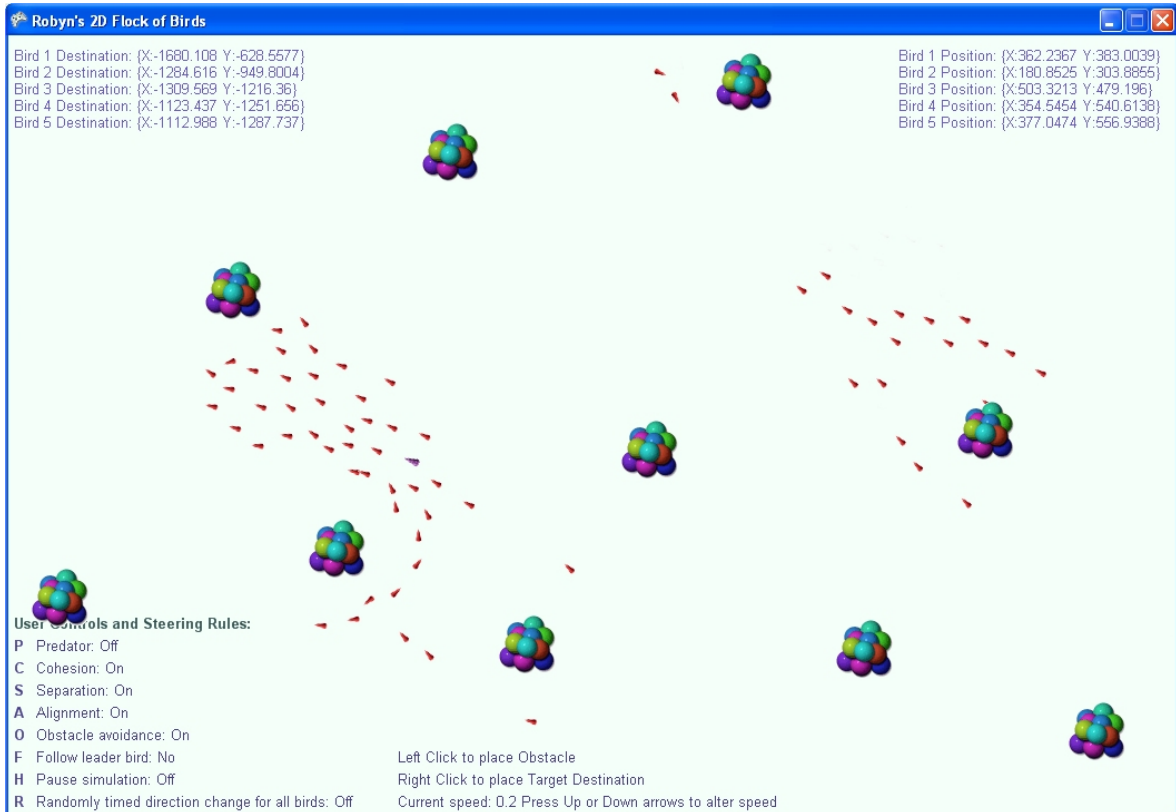 Robyn's 2D Flock of Birds
Bird 1 Destination: {X:-1680.108 Y:-628.5577}
Bird 2 Destination: {X:-1284.616 Y:-949.8004}
Bird 3 Destination: {X:-1309.569 Y:-1216.36}
Bird 4 Destination: {X:-1123.437 Y:-1251.656}
Bird 5 Destination: {X:-1112.988 Y:-1287.737}
Bird 1 Position: {X:362.2367 Y:383.0039}
Bird 2 Position: {X:180.8525 Y:303.8855}
Bird 3 Position: {X:503.3213 Y:479.196}
Bird 4 Position: {X:354.5454 Y:540.6138}
Bird 5 Position: {X:377.0474 Y:556.9388}
User Controls and Steering Rules:
P Predator: Off
C Cohesion: On
S Separation: On
A Alignment: On
O Obstacle avoidance: On
F Follow leader bird: No
H Pause simulation: Off
R Randomly timed direction change for all birds: Off
Left Click to place Obstacle
Right Click to place Target Destination
Current speed: 0.2 Press Up or Down arrows to alter speed